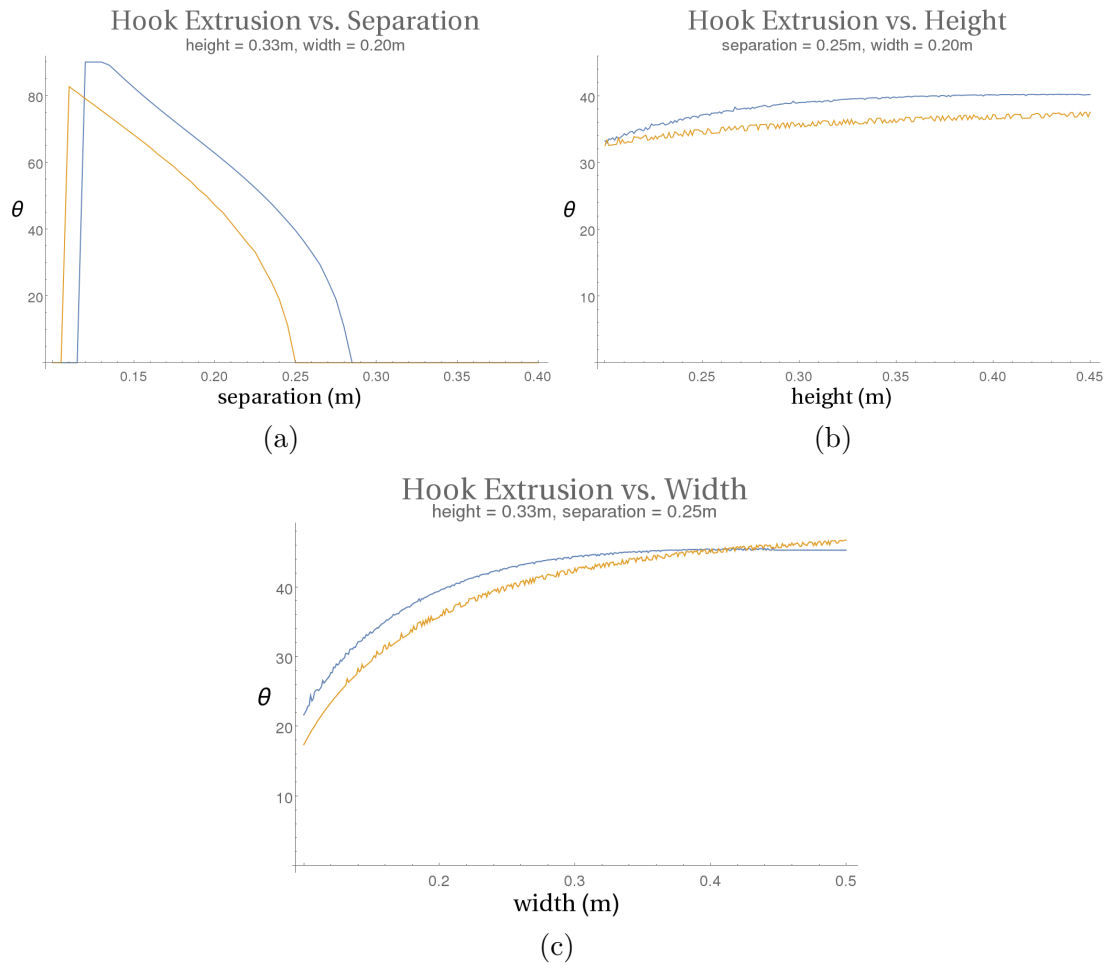 Hook Extrusion vs. Separation
height = 0.33m, width = 0.20m
80
60
θ
40
20
0.15 0.20 0.25 0.30 0.35 0.40
separation (m)
(a)
Hook Extrusion vs. Height
separation = 0.25m, width = 0.20m
40
30
θ
20
10
0.25 0.30 0.35 0.40 0.45
height (m)
(b)
Hook Extrusion vs. Width
height = 0.33m, separation = 0.25m
40
30
θ
20
10
0.2 0.3 0.4 0.5
width (m)
(c)